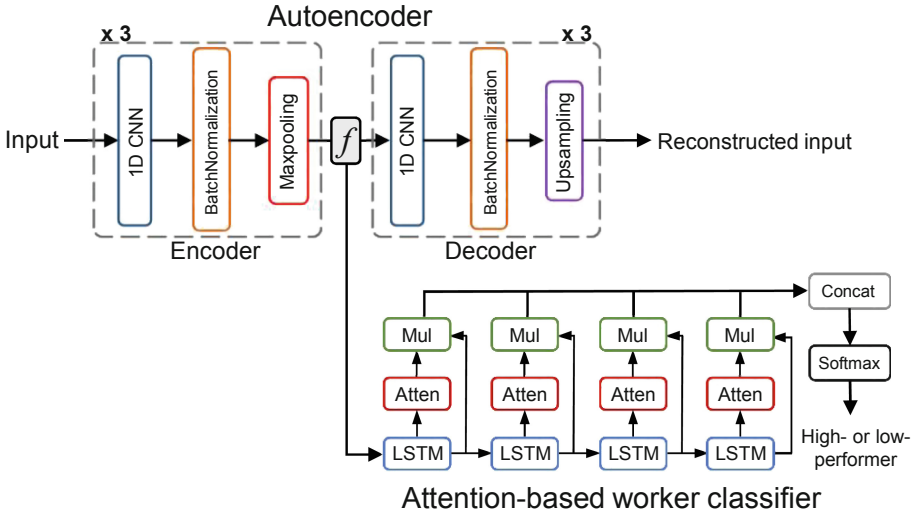 Autoencoder
x 3
x 3
Input
1D CNN
BatchNormalization
Maxpooling
f
1D CNN
BatchNormalization
Upsampling
Reconstructed input
Encoder
Decoder
Concat
Mul
Mul
Mul
Mul
Softmax
Atten
Atten
Atten
Atten
High- or low-
performer
LSTM
LSTM
LSTM
LSTM
Attention-based worker classifier